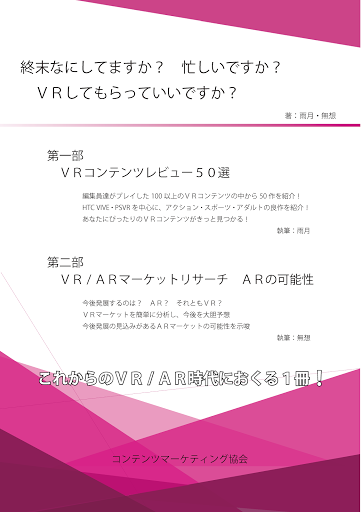 終末なにしてますか？　忙しいですか？
ＶＲしてもらっていいですか？
著：雨月・無想
第一部
ＶＲコンテンツレビュー５０選
編集員達がプレイした 100 以上のＶＲコンテンツの中から 50 作を紹介！
HTC VIVE・PSVR を中心に、アクション・スポーツ・アダルトの良作を紹介！
あなたにぴったりのＶＲコンテンツがきっと見つかる！
執筆：雨月
第二部
ＶＲ / ＡＲマーケットリサーチ　ＡＲの可能性
今後発展するのは？　ＡＲ？　それともＶＲ？
ＶＲマーケットを簡単に分析し、今後を大胆予想
今後発展の見込みがあるＡＲマーケットの可能性を示唆
執筆：無想
これからのＶＲ / ＡＲ時代におくる１冊！
コンテンツマーケティング協会